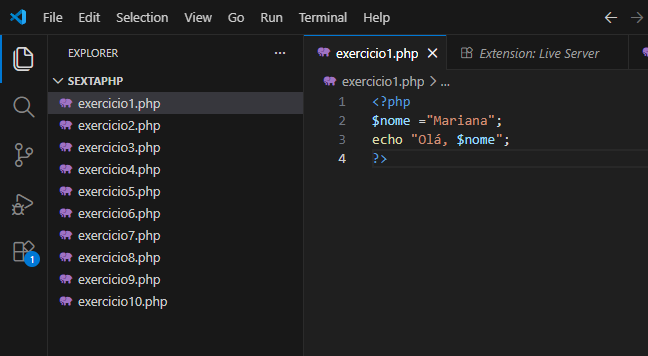 File Edit Selection View Go Run Terminal Help
EXPLORER ...
exercicio1.php Extension: Live Server
SEXTAPHP
exercicio1.php > ...
exercicio1.php
exercicio2.php
exercicio3.php
exercicio4.php
exercicio5.php
exercicio6.php
exercicio7.php
exercicio8.php
exercicio9.php
exercicio10.php
1 <?php
2 $nome ="Mariana";
3 echo "Olá, $nome";
4 ?>
1